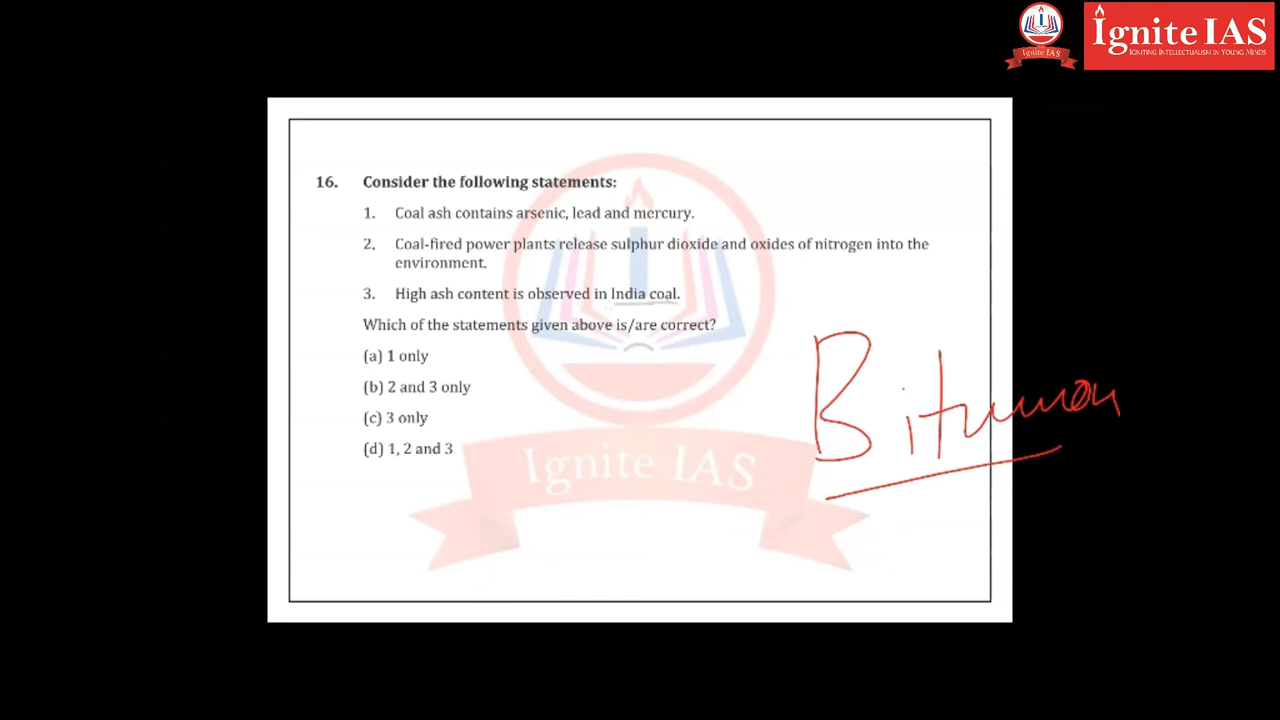 Ignite IAS
Ignite IAS
IGNITING INTELLECTUALISM IN YOUNG MINDS
16. Consider the following statements:
1. Coal ash contains arsenic, lead and mercury.
2. Coal-fired power plants release sulphur dioxide and oxides of nitrogen into the
environment.
3. High ash content is observed in India coal.
Which of the statements given above is/are correct?
(a) 1 only
(b) 2 and 3 only
(c) 3 only
(d) 1, 2 and 3
Ignite IAS